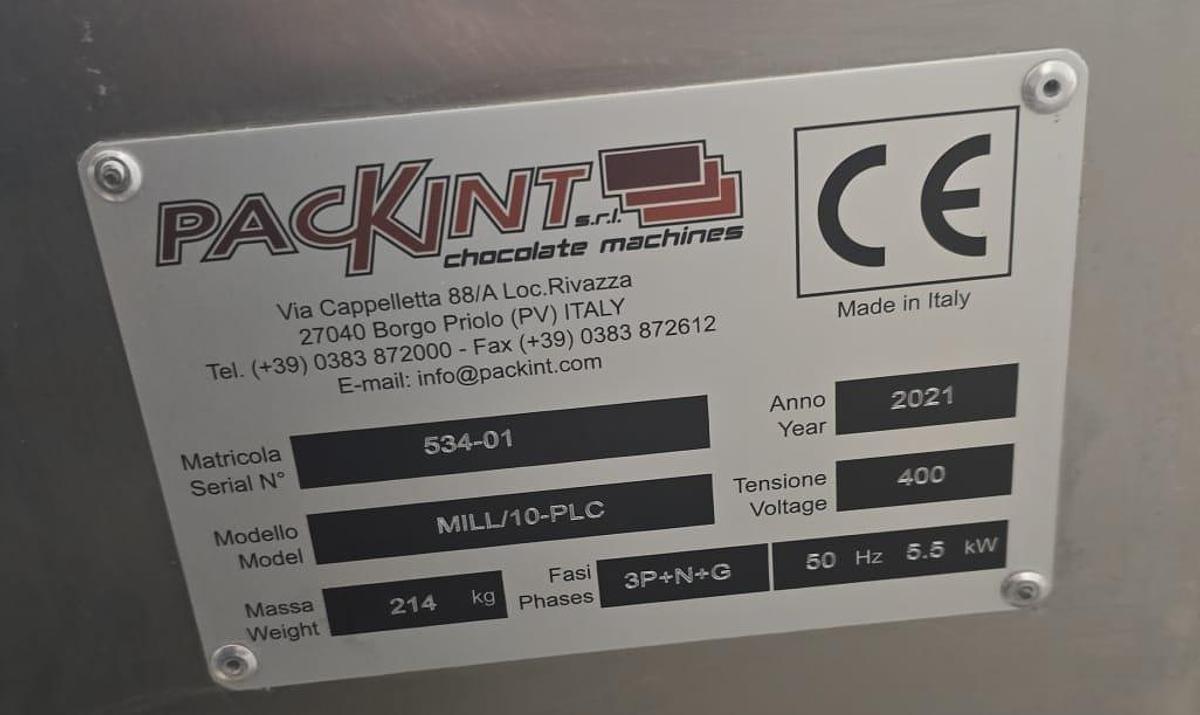 PACKINT s.r.l.
chocolate machines
Via Cappelletta 88/A Loc.Rivazza
27040 Borgo Priolo (PV) ITALY
Tel. (+39) 0383 872000 - Fax (+39) 0383 872612
E-mail: info@packint.com
CE
Made in Italy
Matricola
Serial N° 534-01
Anno
Year 2021
Modello
Model MILL/10-PLC
Tensione
Voltage 400
Massa
Weight 214 kg
Fasi
Phases 3P+N+G 50 Hz 5.5 kW